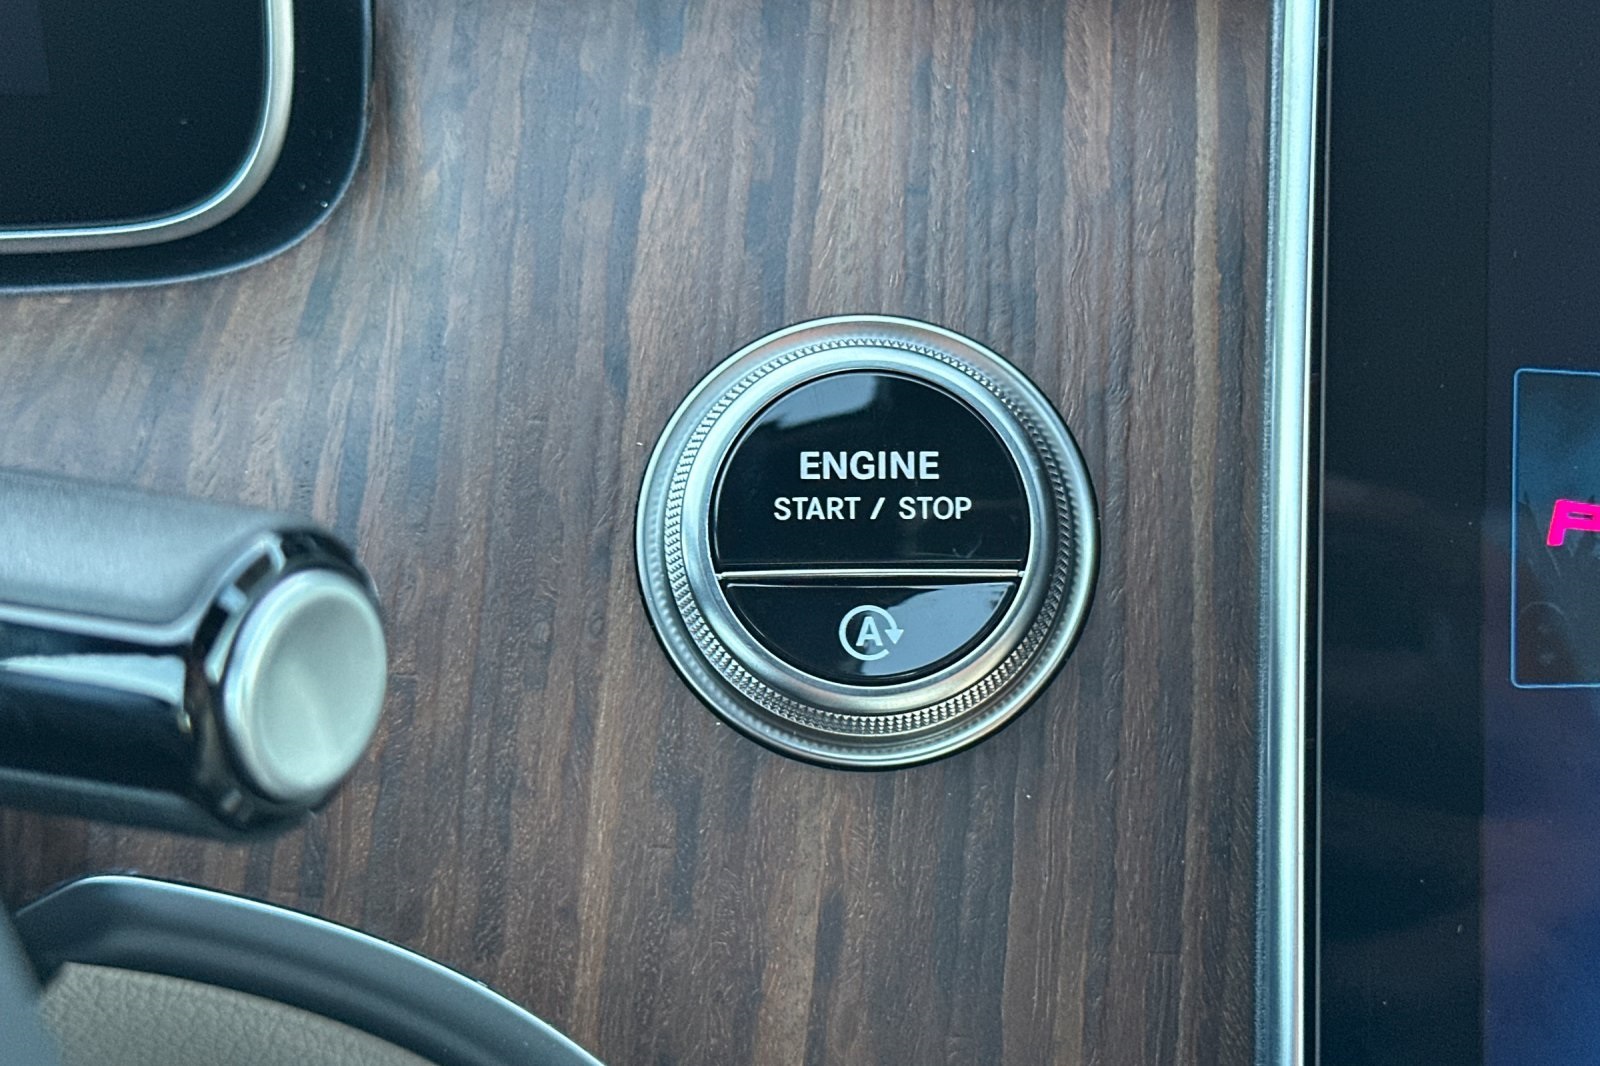 ENGINE
START / STOP
A